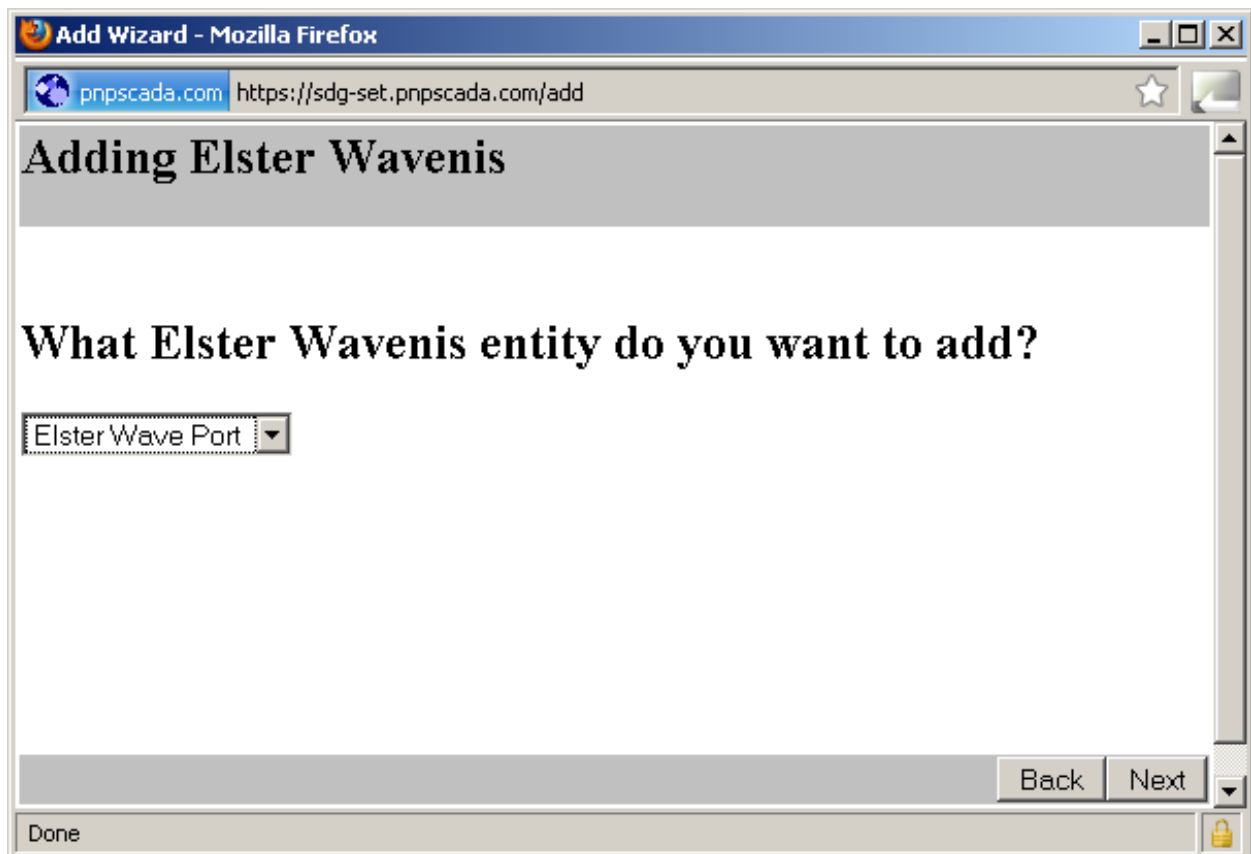 Add Wizard - Mozilla Firefox
pnpscada.com https://sdg-set.pnpscada.com/add
Adding Elster Wavenis
What Elster Wavenis entity do you want to add?
Elster Wave Port
Back Next
Done